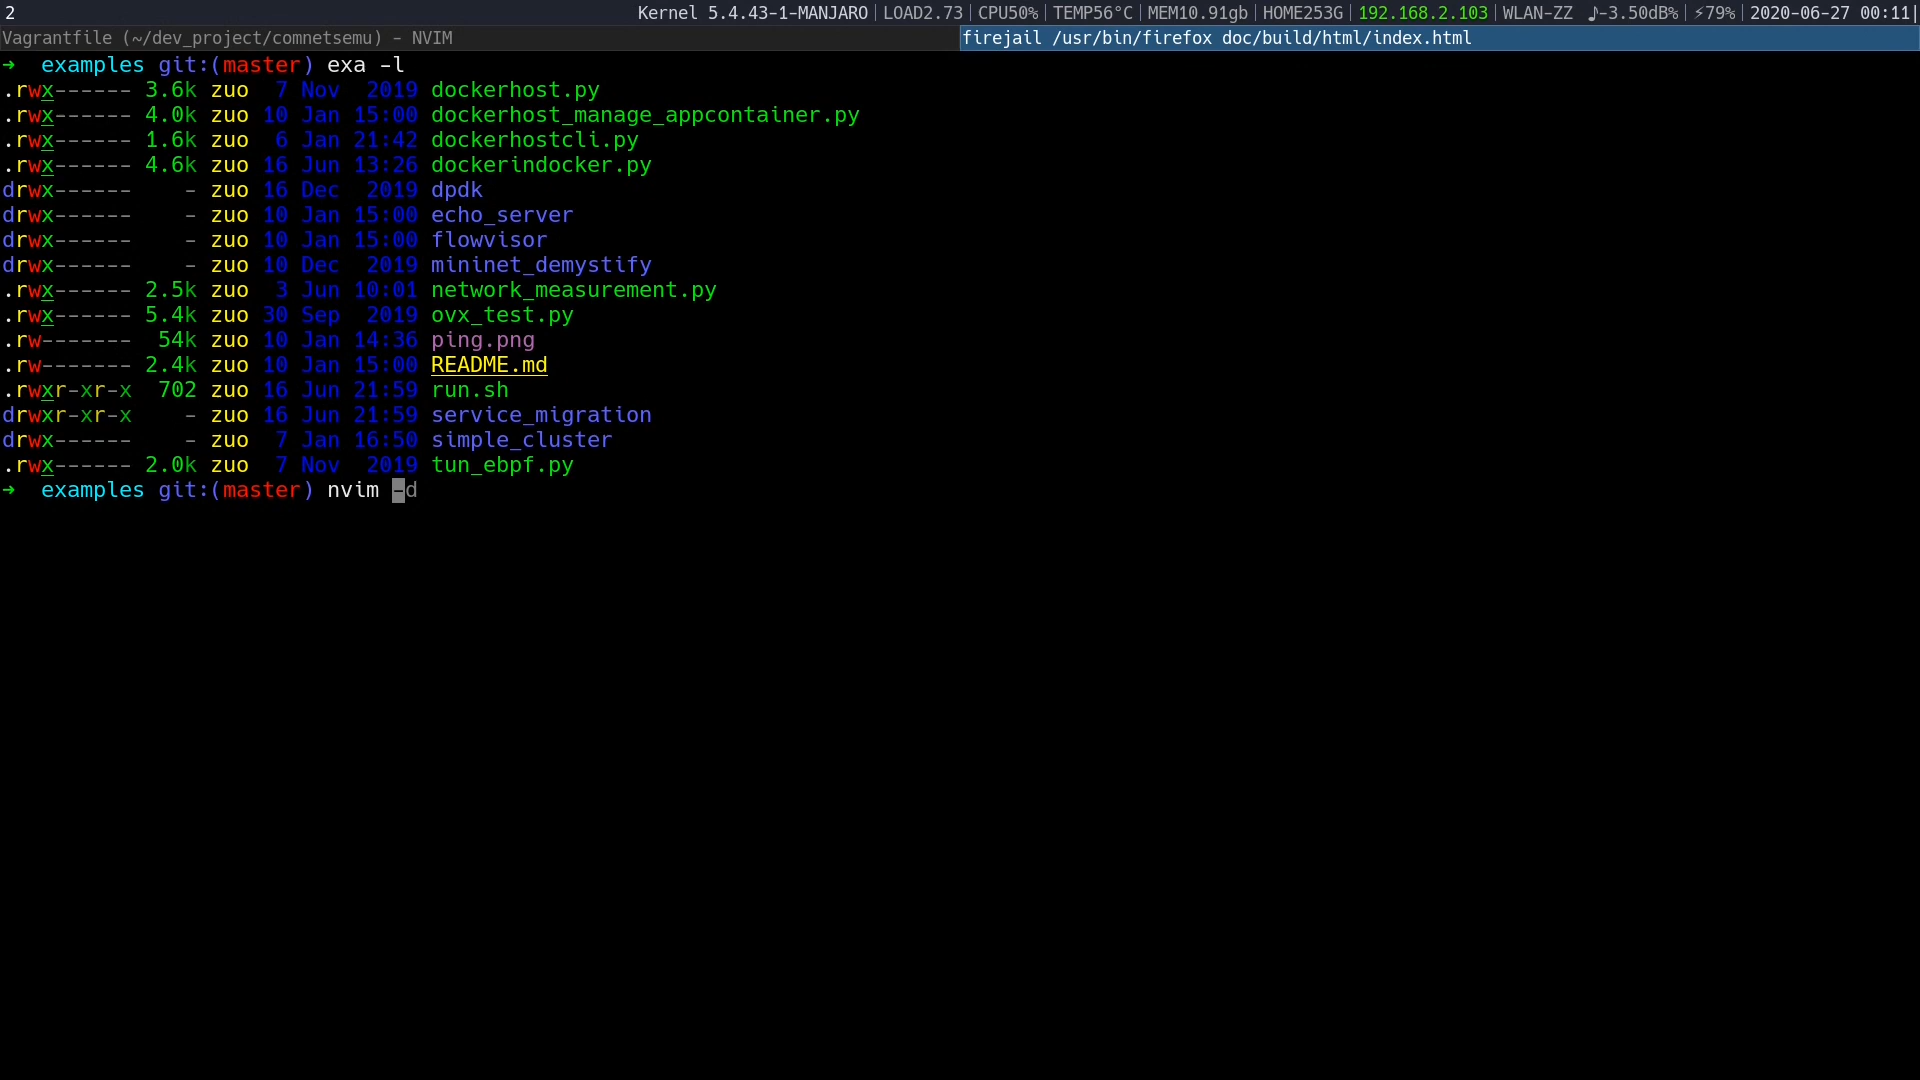 2 Kernel 5.4.43-1-MANJARO|LOAD2.73|CPU50%|TEMP56°C|MEM10.91gb|HOME253G|192.168.2.103|WLAN-ZZ ♪-3.50dB%|⚡79%|2020-06-27 00:11|
Vagrantfile (~/dev_project/comnetsemu) - NVIM firejail /usr/bin/firefox doc/build/html/index.html
→ examples git:(master) exa -l
.rwx------ 3.6k zuo  7 Nov  2019 dockerhost.py
.rwx------ 4.0k zuo 10 Jan 15:00 dockerhost_manage_appcontainer.py
.rwx------ 1.6k zuo  6 Jan 21:42 dockerhostcli.py
.rwx------ 4.6k zuo 16 Jun 13:26 dockerindocker.py
drwx------    - zuo 16 Dec  2019 dpdk
drwx------    - zuo 10 Jan 15:00 echo_server
drwx------    - zuo 10 Jan 15:00 flowvisor
drwx------    - zuo 10 Dec  2019 mininet_demystify
.rwx------ 2.5k zuo  3 Jun 10:01 network_measurement.py
.rwx------ 5.4k zuo 30 Sep  2019 ovx_test.py
.rw-------  54k zuo 10 Jan 14:36 ping.png
.rw------- 2.4k zuo 10 Jan 15:00 README.md
.rwxr-xr-x  702 zuo 16 Jun 21:59 run.sh
drwxr-xr-x    - zuo 16 Jun 21:59 service_migration
drwx------    - zuo  7 Jan 16:50 simple_cluster
.rwx------ 2.0k zuo  7 Nov  2019 tun_ebpf.py
→ examples git:(master) nvim -d